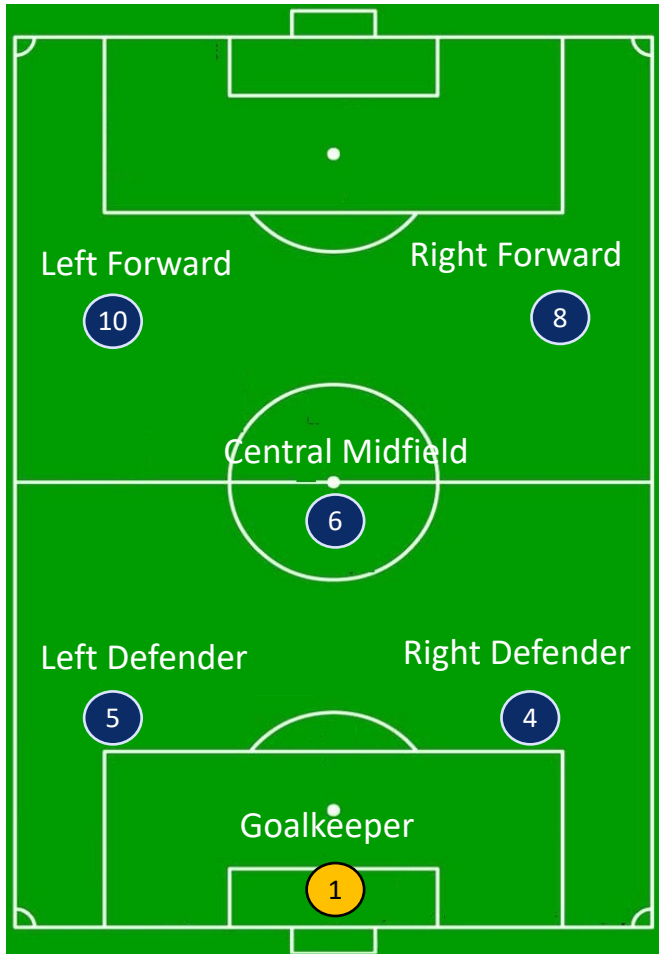 Left Forward
Right Forward
10
8
Central Midfield
6
Left Defender
Right Defender
5
4
Goalkeeper
1